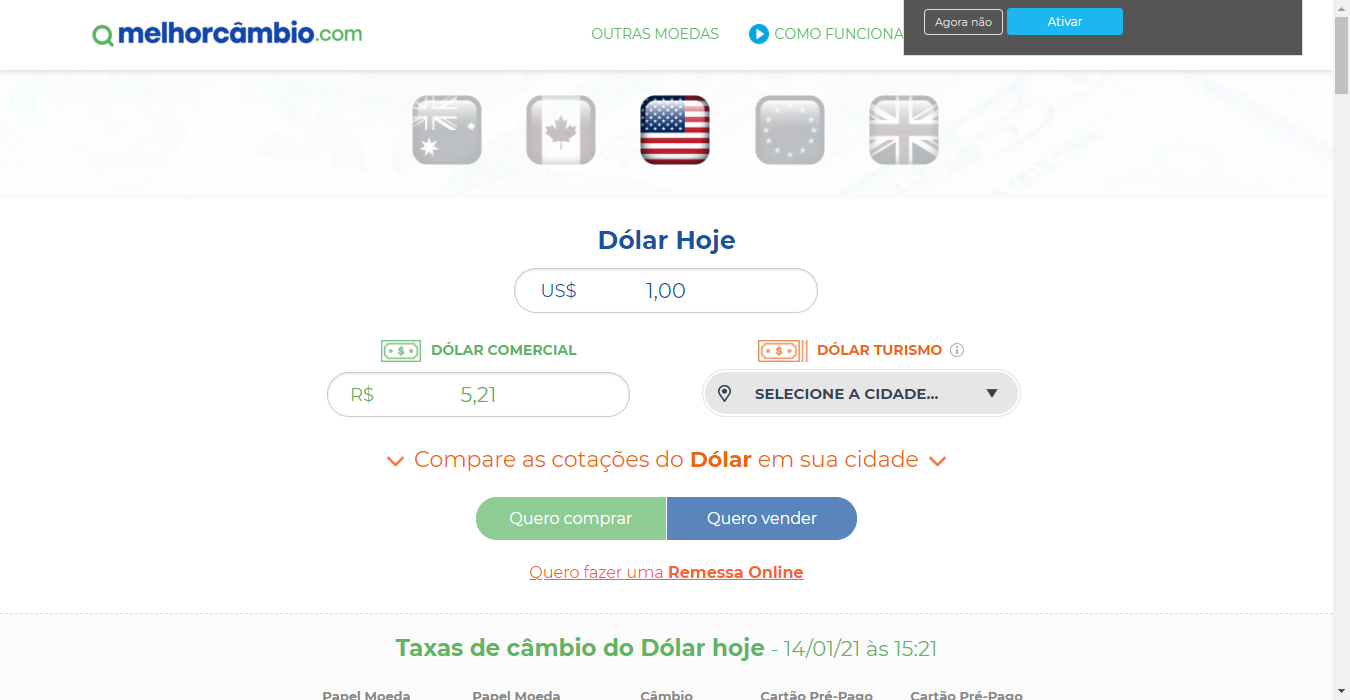 melhorcâmbio.com
OUTRAS MOEDAS
COMO FUNCIONA
Agora não
Ativar
Dólar Hoje
US$ 1,00
DÓLAR COMERCIAL
DÓLAR TURISMO
R$ 5,21
SELECIONE A CIDADE...
Compare as cotações do Dólar em sua cidade
Quero comprar
Quero vender
Quero fazer uma Remessa Online
Taxas de câmbio do Dólar hoje - 14/01/21 às 15:21
Papel Moeda Papel Moeda Câmbio Cartão Pré-Pago Cartão Pré-Pago